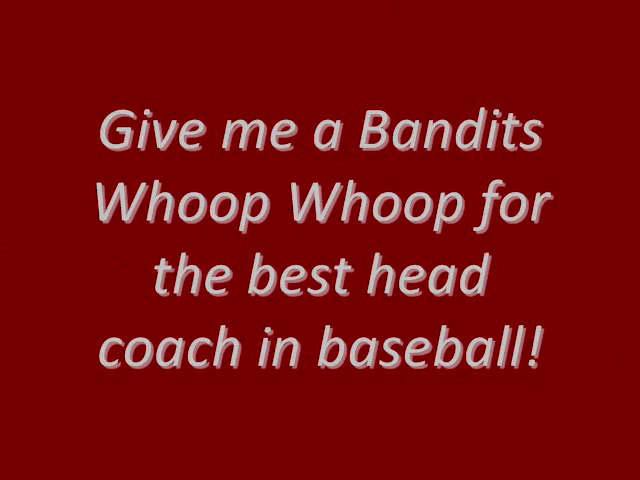 Give me a Bandits
Whoop Whoop for
the best head
coach in baseball!